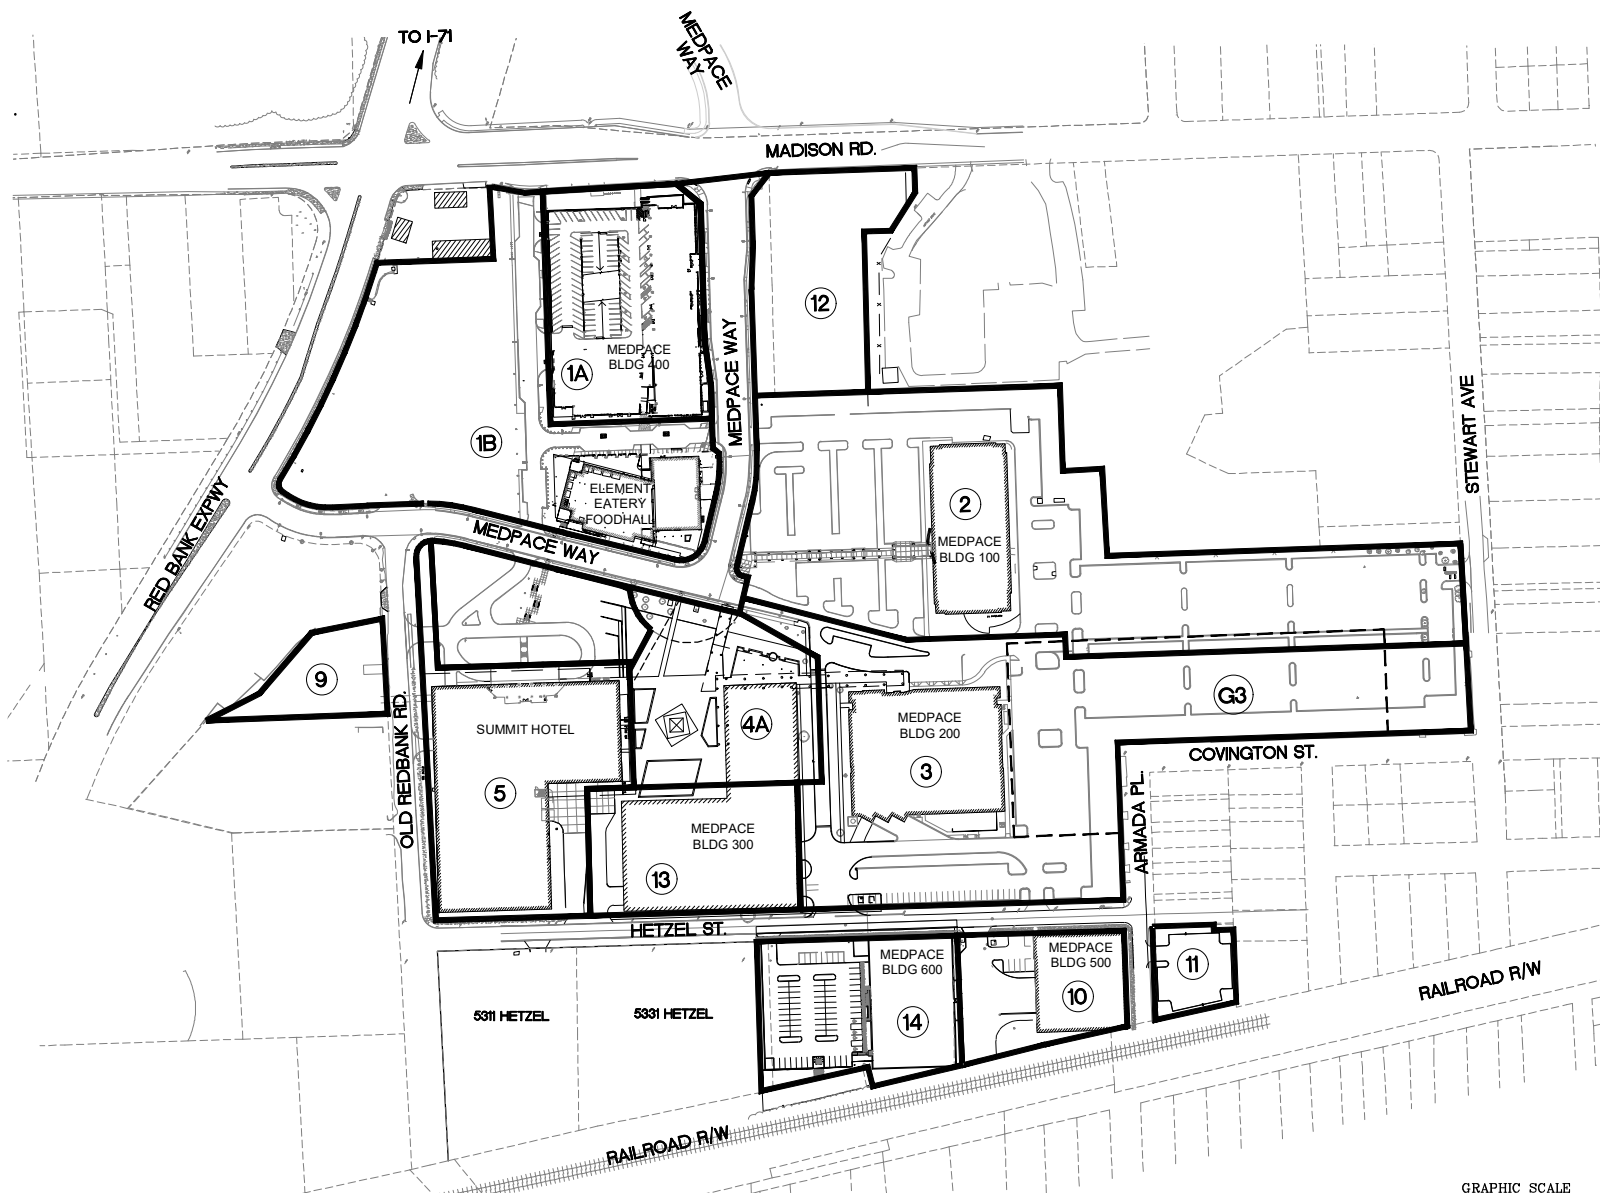 TO I-71
MEDPACE
WAY
MADISON RD.
12
MEDPACE
BLDG 400
1A
MEDPACE WAY
1B
STEWART AVE
2
MEDPACE
BLDG 100
ELEMENT
EATERY
FOODHALL
MEDPACE WAY
RED BANK EXPWY
9
G3
OLD REDBANK RD.
SUMMIT HOTEL
5
4A
MEDPACE
BLDG 200
3
COVINGTON ST.
ARMADA PL.
MEDPACE
BLDG 300
13
HETZEL ST.
MEDPACE
BLDG 600
14
MEDPACE
BLDG 500
10
11
RAILROAD R/W
5311 HETZEL
5331 HETZEL
RAILROAD R/W
GRAPHIC SCALE